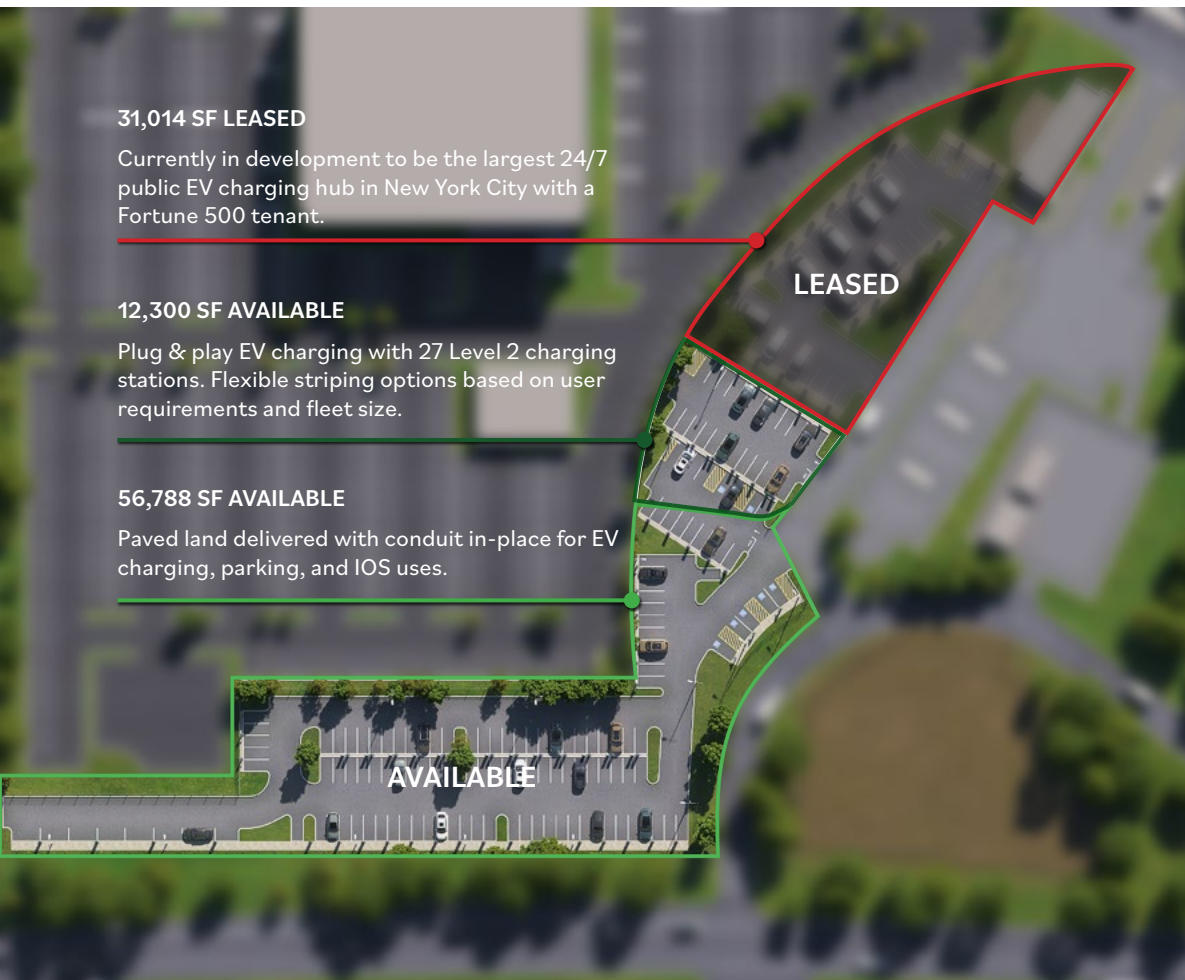 31,014 SF LEASED
Currently in development to be the largest 24/7
public EV charging hub in New York City with a
Fortune 500 tenant.
LEASED
12,300 SF AVAILABLE
Plug & play EV charging with 27 Level 2 charging
stations. Flexible striping options based on user
requirements and fleet size.
56,788 SF AVAILABLE
Paved land delivered with conduit in-place for EV
charging, parking, and IOS uses.
AVAILABLE